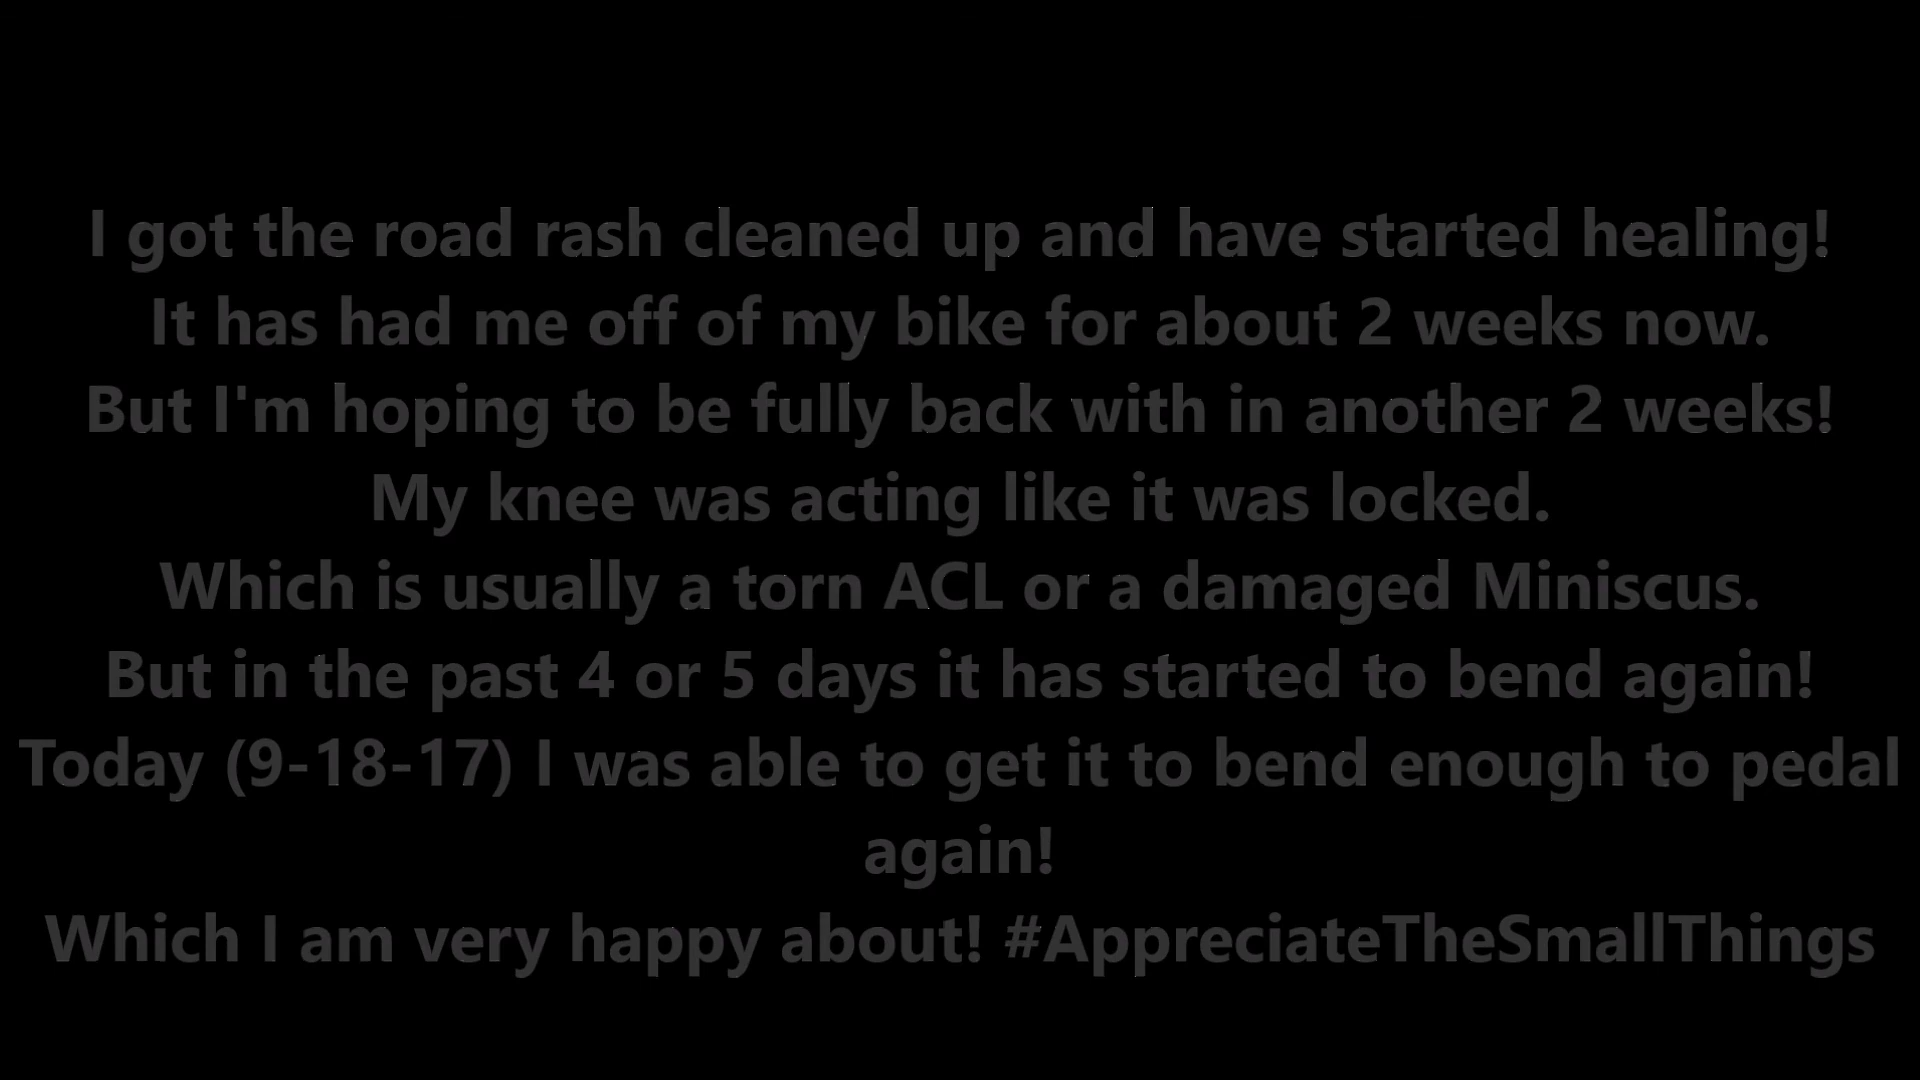 I got the road rash cleaned up and have started healing!
It has had me off of my bike for about 2 weeks now.
But I'm hoping to be fully back with in another 2 weeks!
My knee was acting like it was locked.
Which is usually a torn ACL or a damaged Miniscus.
But in the past 4 or 5 days it has started to bend again!
Today (9-18-17) I was able to get it to bend enough to pedal
again!
Which I am very happy about! #AppreciateTheSmallThings